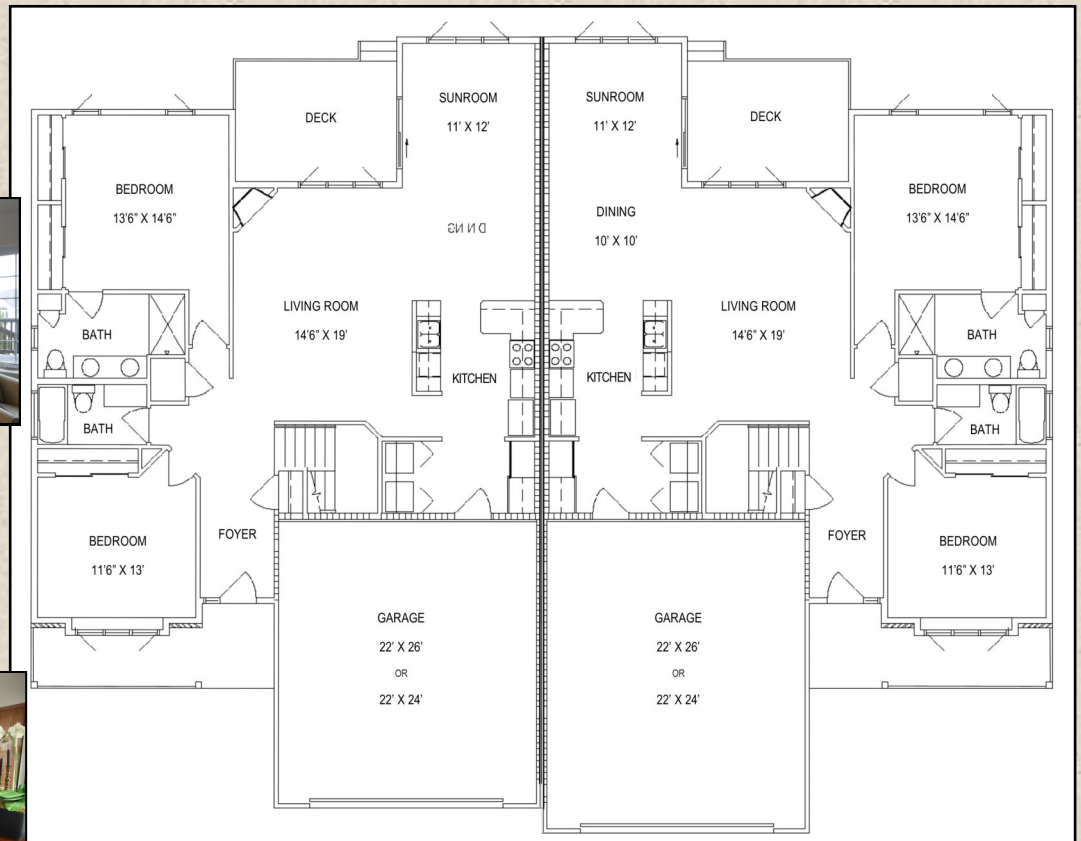 SUNROOM
11' X 12'
DECK
BEDROOM
13'6" X 14'6"
LIVING ROOM
14'6" X 19'
BATH
KITCHEN
BATH
BEDROOM
11'6" X 13'
FOYER
GARAGE
22' X 26'
OR
22' X 24'
SUNROOM
11' X 12'
DECK
BEDROOM
13'6" X 14'6"
DINING
10' X 10'
LIVING ROOM
14'6" X 19'
BATH
KITCHEN
BATH
FOYER
BEDROOM
11'6" X 13'
GARAGE
22' X 26'
OR
22' X 24'